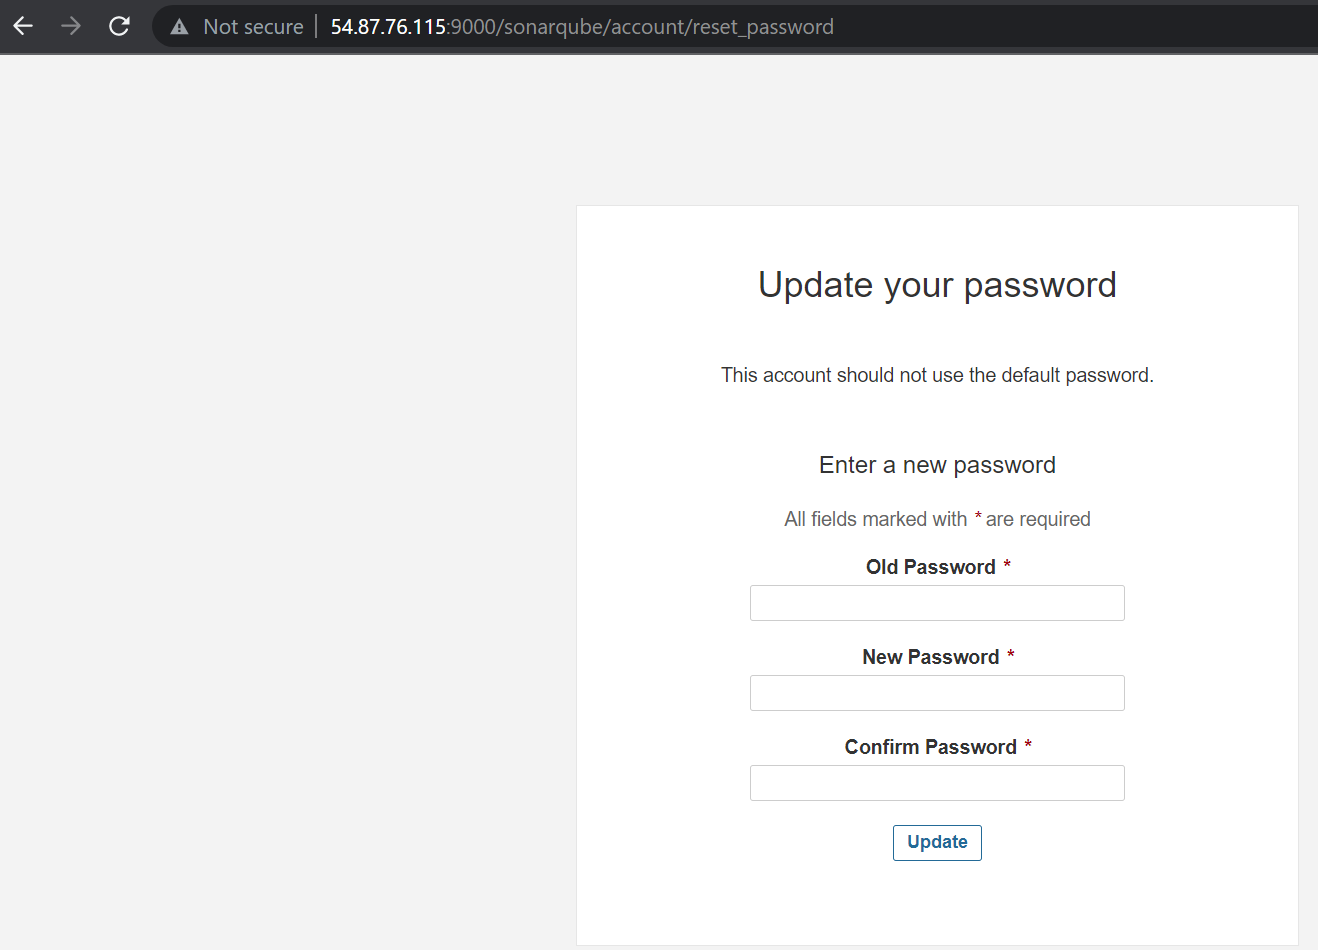 Not secure | 54.87.76.115:9000/sonarqube/account/reset_password
Update your password
This account should not use the default password.
Enter a new password
All fields marked with * are required
Old Password *
New Password *
Confirm Password *
Update